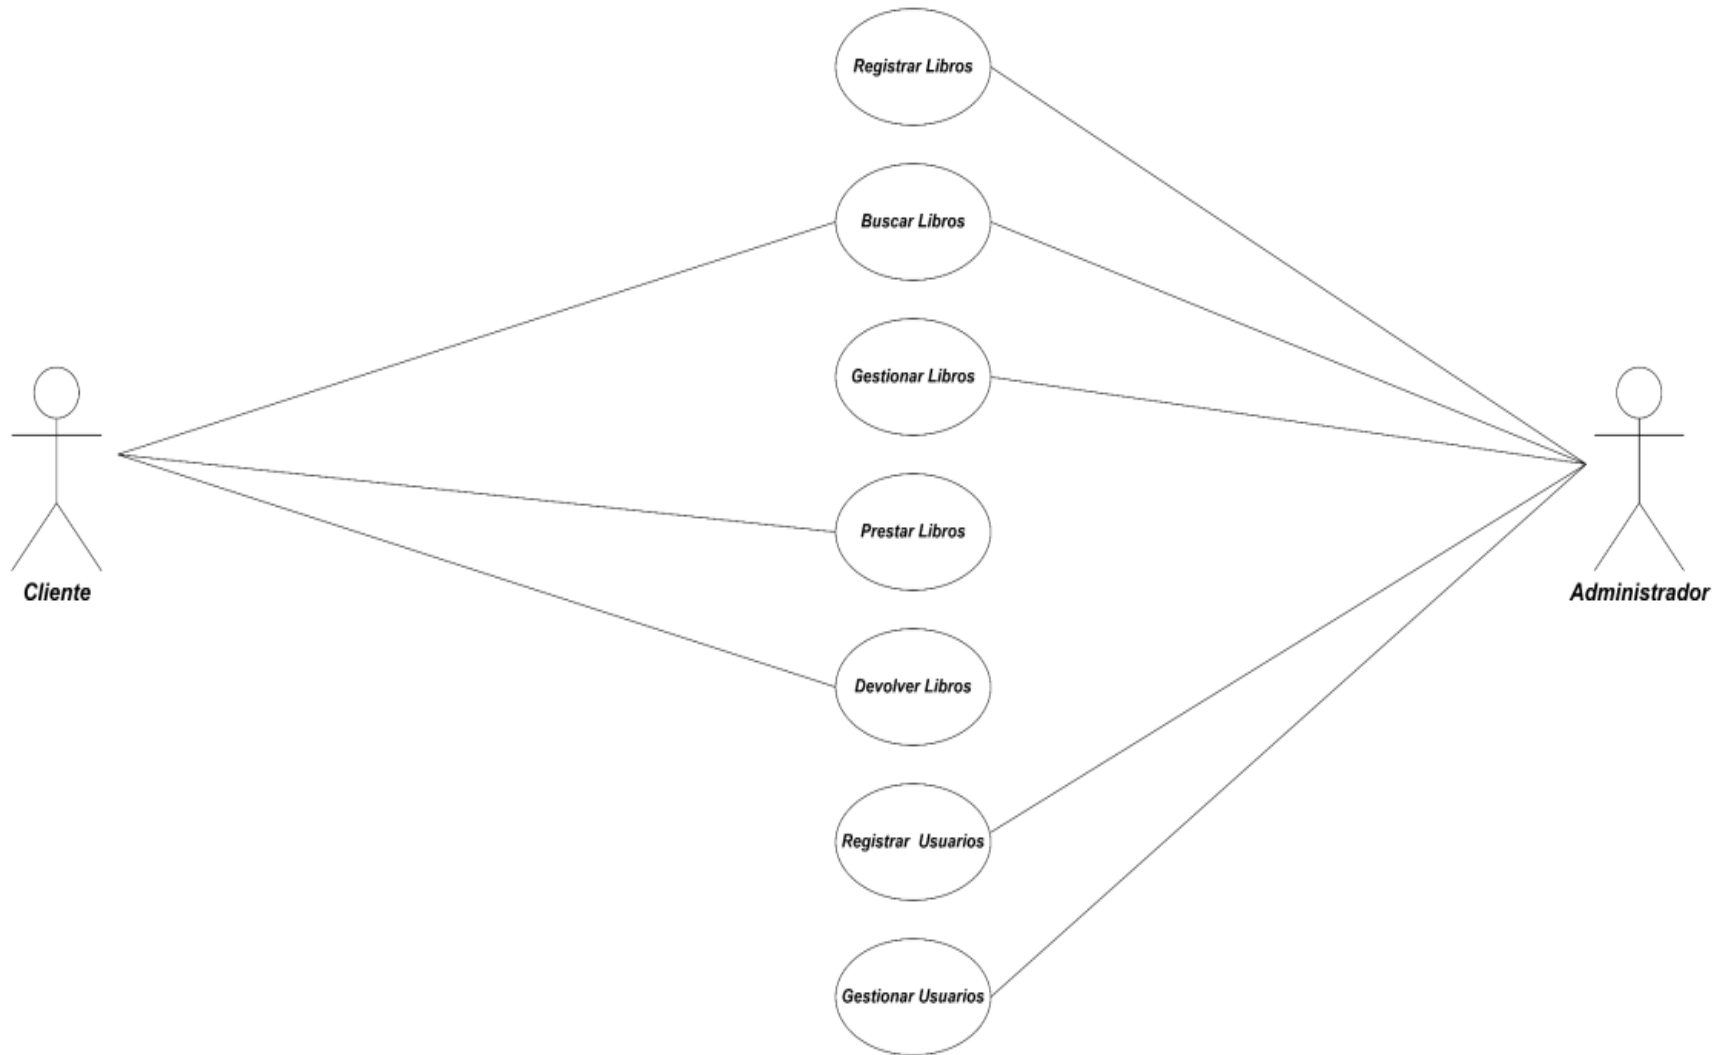 Registrar Libros
Buscar Libros
Gestionar Libros
Prestar Libros
Cliente
Administrador
Devolver Libros
Registrar Usuarios
Gestionar Usuarios